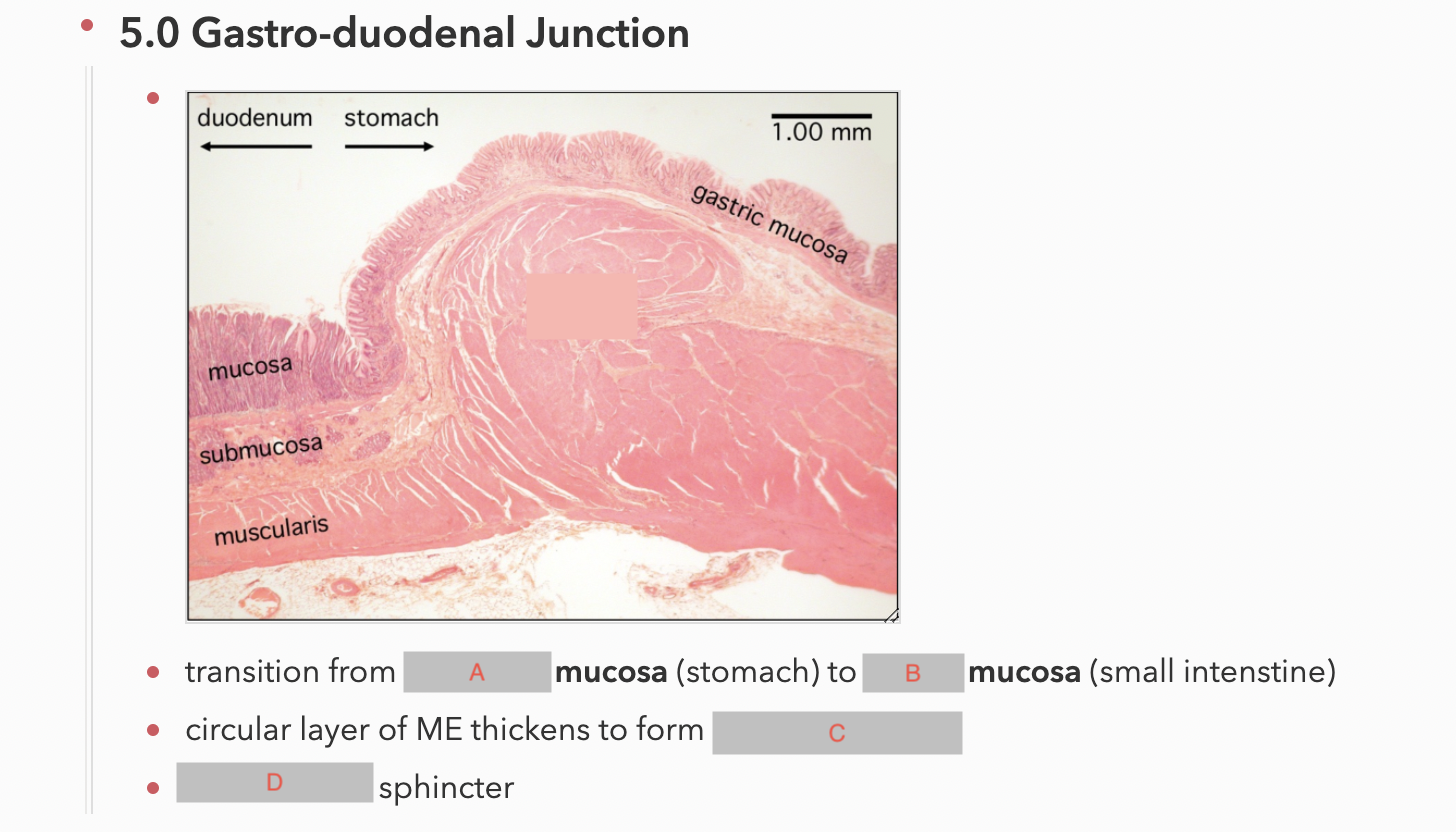 5.0 Gastro-duodenal Junction
duodenum stomach
1.00 mm
gastric mucosa
mucosa
submucosa
muscularis
transition from A mucosa (stomach) to B mucosa (small intenstine)
circular layer of ME thickens to form C
D sphincter